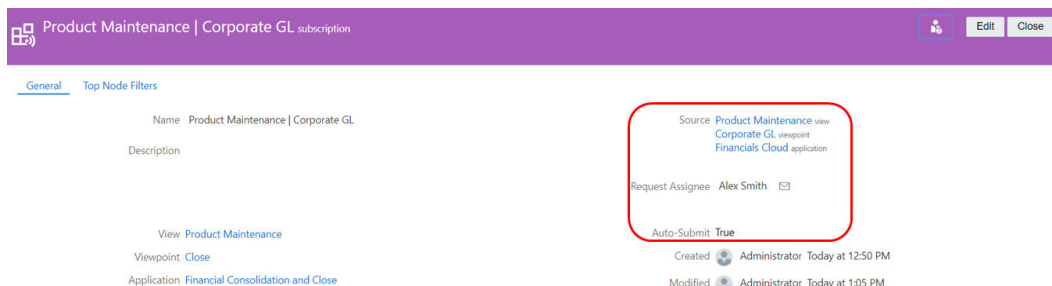 Product Maintenance | Corporate GL subscription
Edit Close
General Top Node Filters
Name Product Maintenance | Corporate GL
Description
View Product Maintenance
Viewpoint Close
Application Financial Consolidation and Close
Source Product Maintenance view
Corporate GL viewpoint
Financials Cloud application
Request Assignee Alex Smith
Auto-Submit True
Created Administrator Today at 12:50 PM
Modified Administrator Today at 1:05 PM